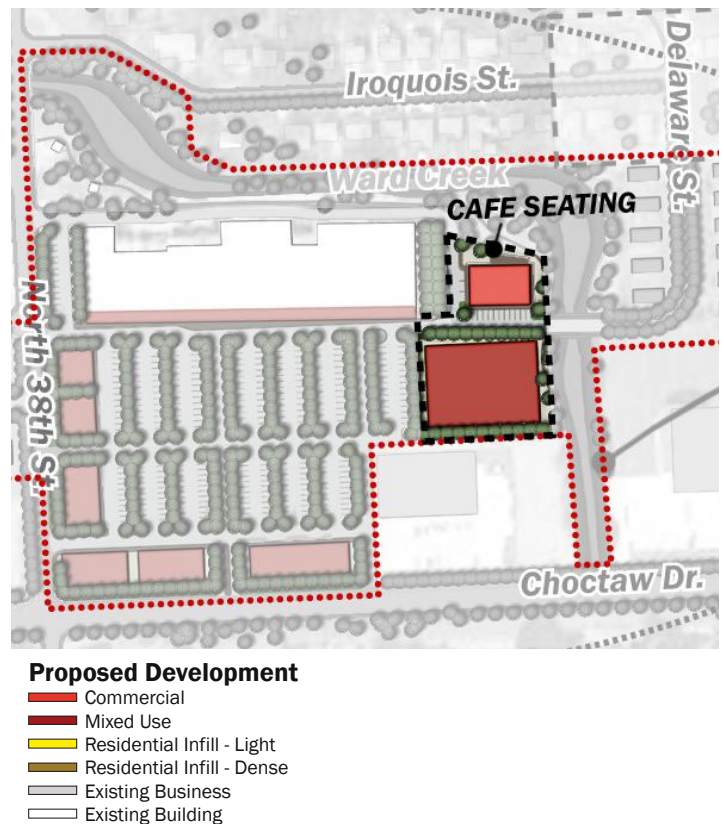 Iroquois St.
Delaware St.
Ward Creek
CAFE SEATING
North 38th St.
Choctaw Dr.
Proposed Development
Commercial
Mixed Use
Residential Infill - Light
Residential Infill - Dense
Existing Business
Existing Building